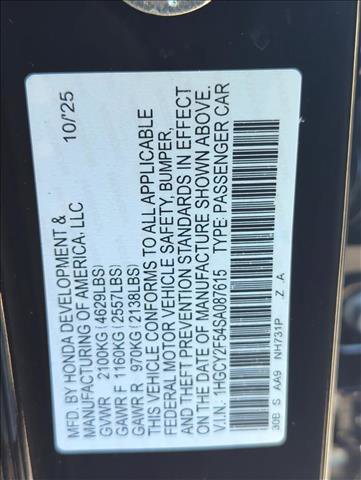 MFD. BY HONDA DEVELOPMENT & 10/25
MANUFACTURING OF AMERICA, LLC
GVWR 2100KG (4629LBS)
GAWR F 1160KG (2557LBS)
GAWR R 970KG (2138LBS)
THIS VEHICLE CONFORMS TO ALL APPLICABLE
FEDERAL MOTOR VEHICLE SAFETY, BUMPER,
AND THEFT PREVENTION STANDARDS IN EFFECT
ON THE DATE OF MANUFACTURE SHOWN ABOVE.
V.I.N.: 1HGCY2F54SA087615 TYPE: PASSENGER CAR
30B S AA9 NH731P Z A